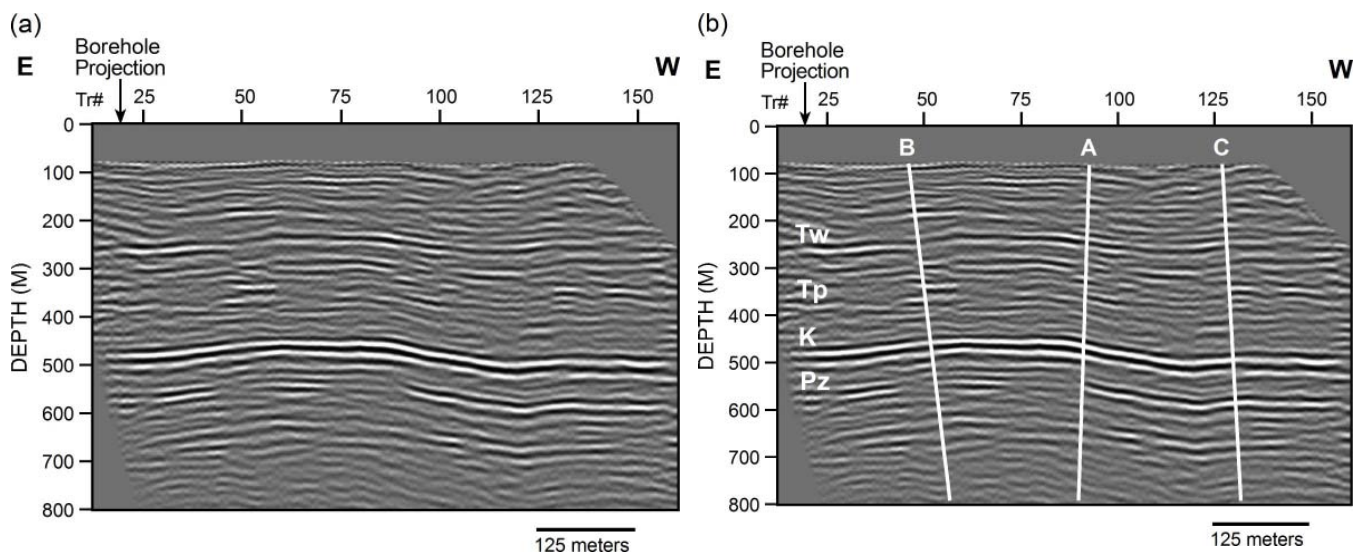 (a)
Borehole
Projection
E
W
Tr#
25
50
75
100
125
150
0
100
200
300
400
500
600
700
800
DEPTH (M)
125 meters
(b)
Borehole
Projection
E
W
Tr#
25
50
75
100
125
150
0
100
200
300
400
500
600
700
800
DEPTH (M)
B
A
C
Tw
Tp
K
Pz
125 meters